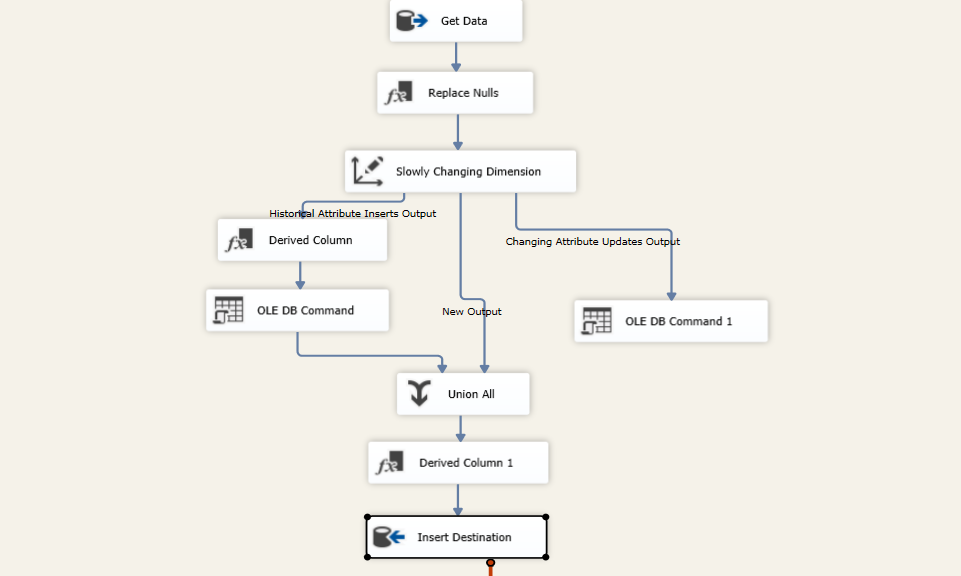 Get Data
Replace Nulls
Slowly Changing Dimension
Historical Attribute Inserts Output
Derived Column
Changing Attribute Updates Output
OLE DB Command
New Output
OLE DB Command 1
Union All
Derived Column 1
Insert Destination